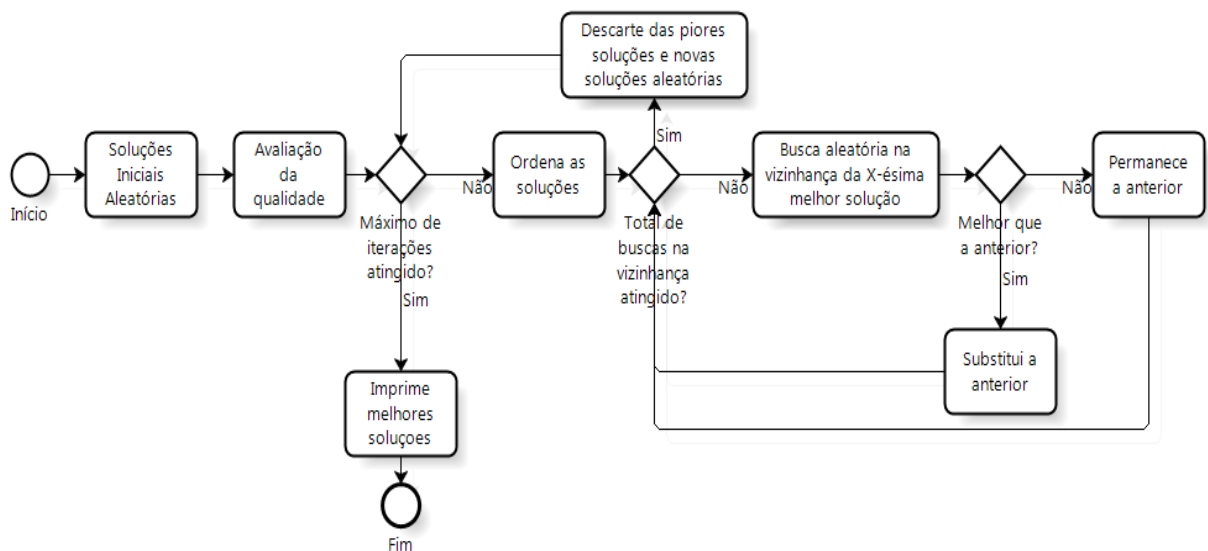 Descarte das piores
soluções e novas
soluções aleatórias
Início
Soluções
Iniciais
Aleatórias
Avaliação
da
qualidade
Máximo de
iterações
atingido?
Não
Sim
Ordena as
soluções
Sim
Total de
buscas na
vizinhança
atingido?
Não
Busca aleatória na
vizinhança da X-ésima
melhor solução
Melhor que
a anterior?
Não
Sim
Permanece
a anterior
Substitui a
anterior
Imprime
melhores
soluçoes
Fim